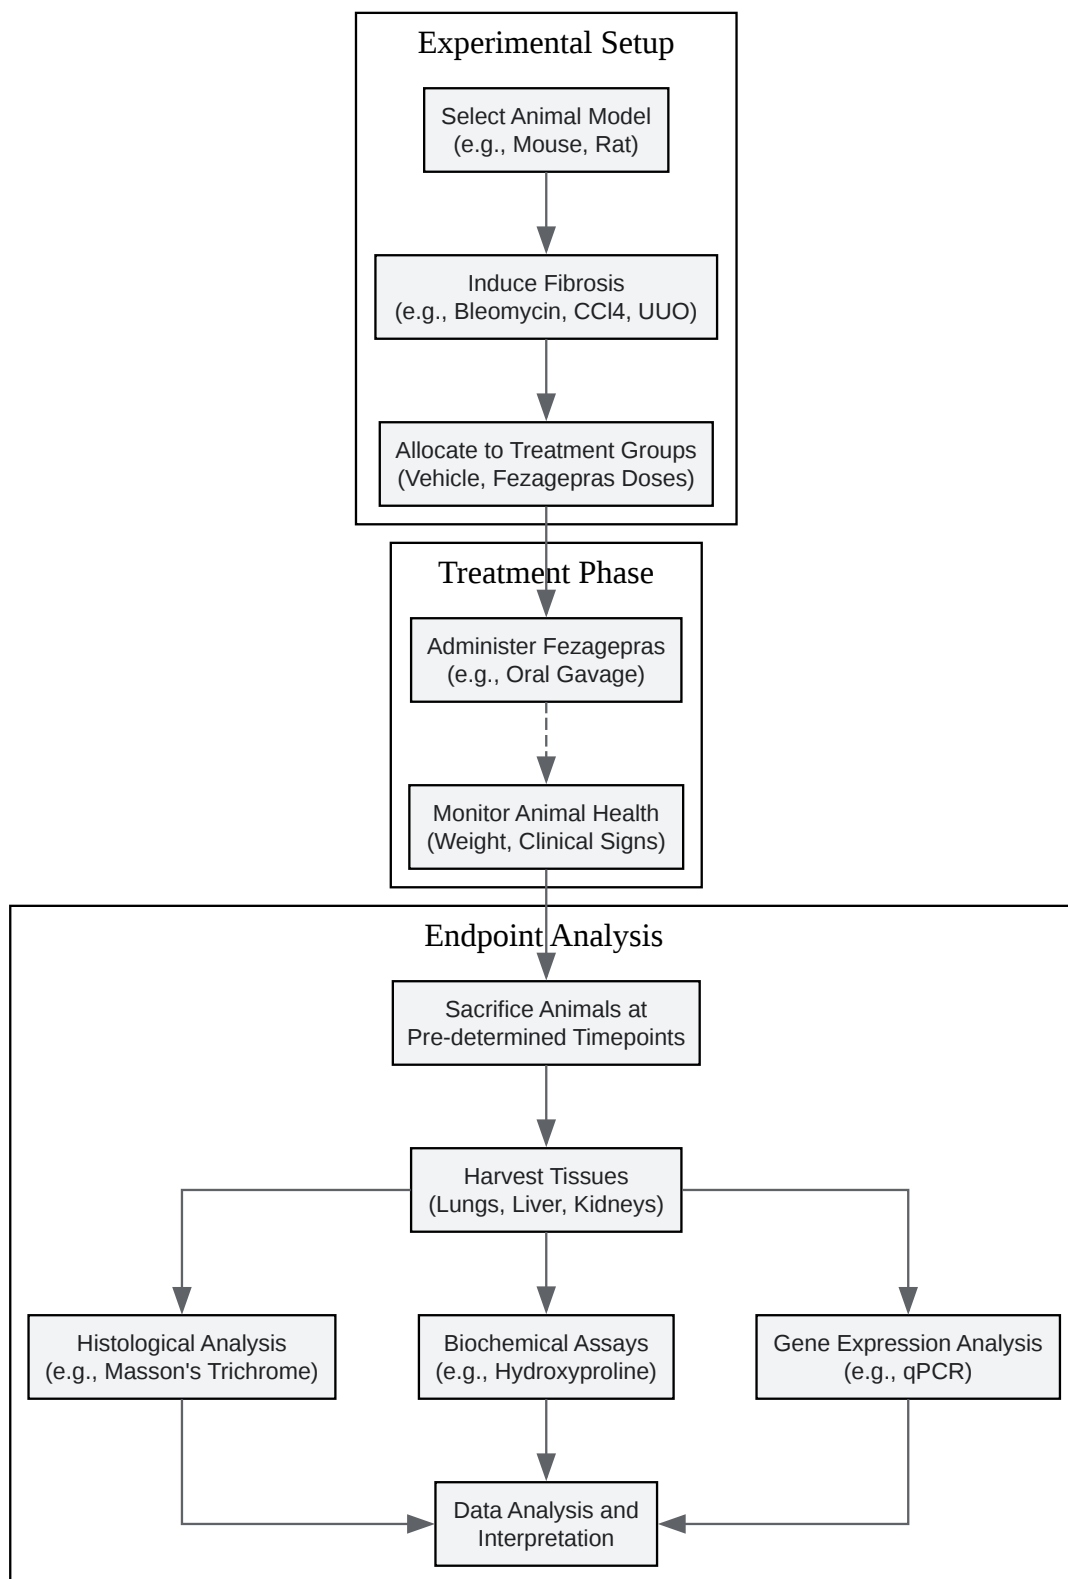 Experimental Setup
Select Animal Model
(e.g., Mouse, Rat)
Induce Fibrosis
(e.g., Bleomycin, CCl4, UUO)
Allocate to Treatment Groups
(Vehicle, Fezagepras Doses)
Treatment Phase
Administer Fezagepras
(e.g., Oral Gavage)
Monitor Animal Health
(Weight, Clinical Signs)
Endpoint Analysis
Sacrifice Animals at
Pre-determined Timepoints
Harvest Tissues
(Lungs, Liver, Kidneys)
Histological Analysis
(e.g., Masson's Trichrome)
Biochemical Assays
(e.g., Hydroxyproline)
Gene Expression Analysis
(e.g., qPCR)
Data Analysis and
Interpretation